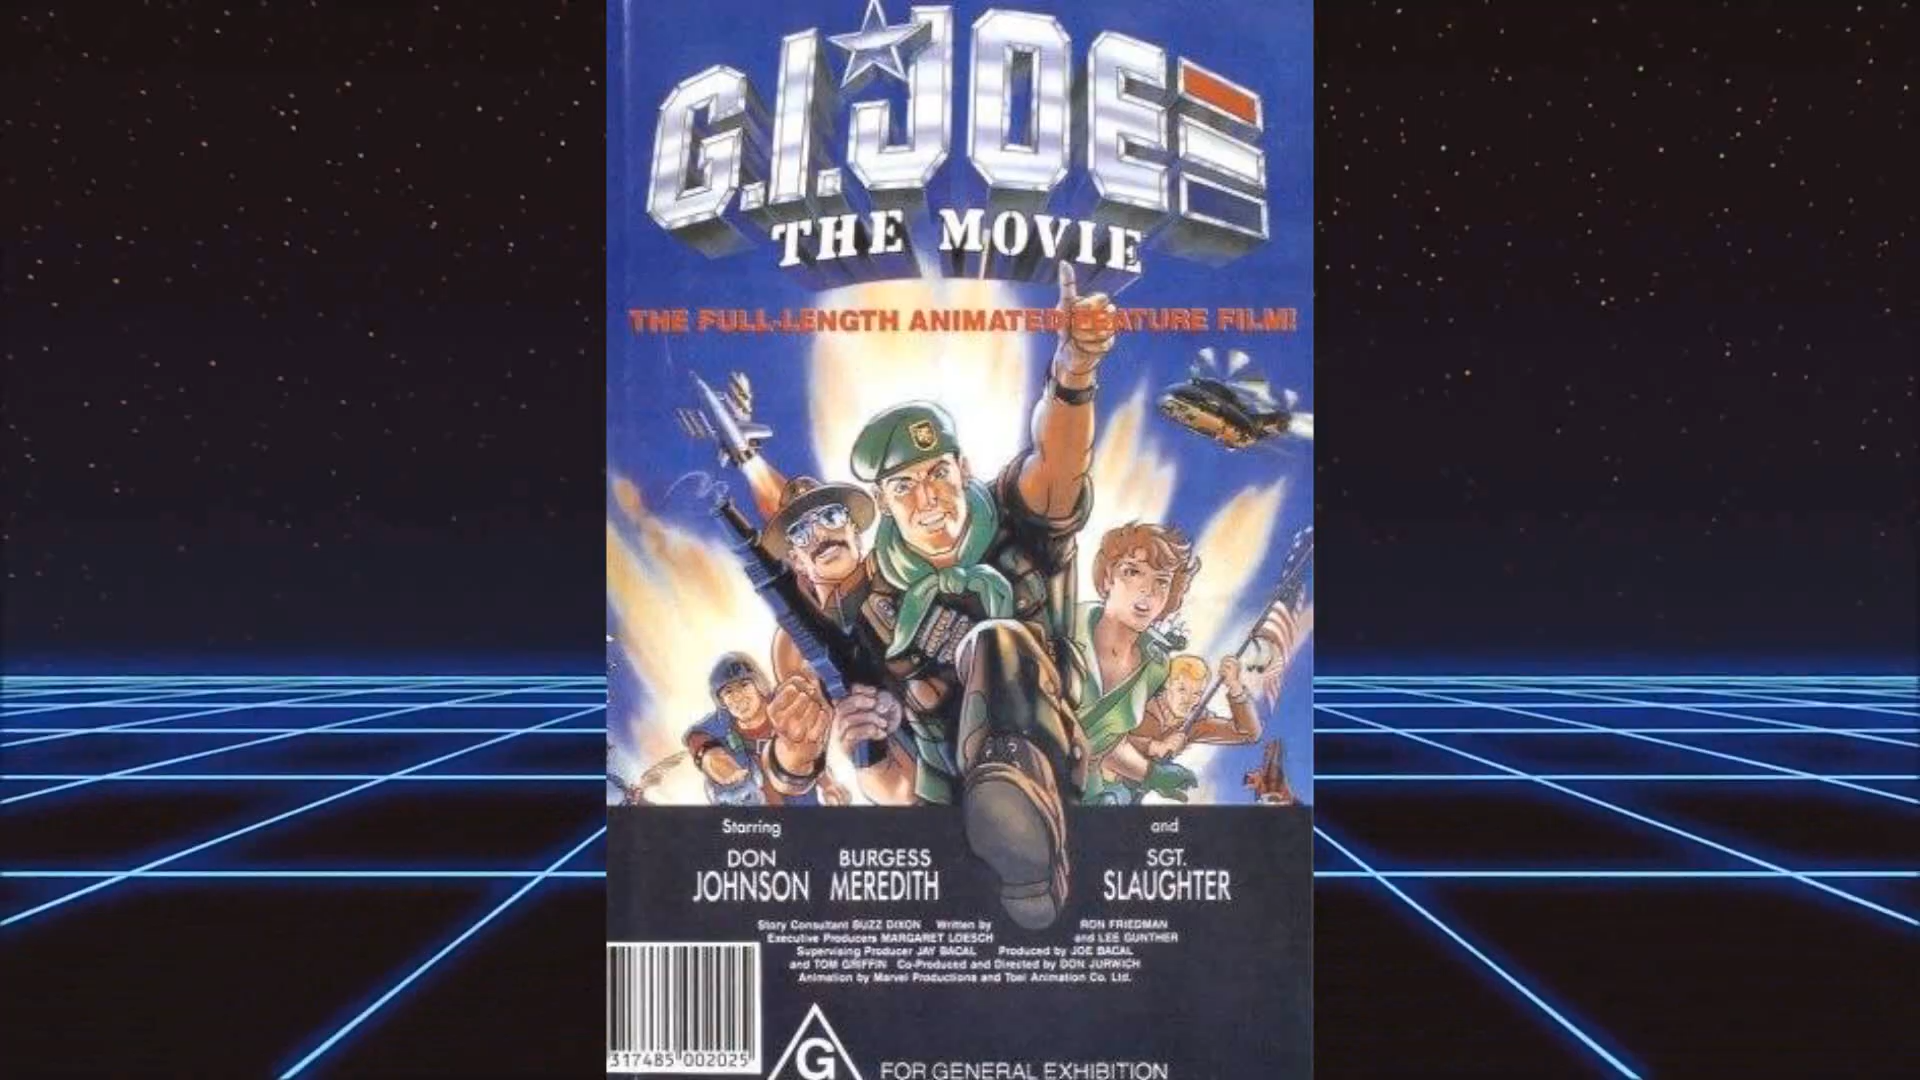 G.I.JOE
THE MOVIE
THE FULL-LENGTH ANIMATED FEATURE FILM!
Starring
DON JOHNSON
BURGESS MEREDITH
and
SGT. SLAUGHTER
Story Consultant BUZZ DIXON Written by RON FRIEDMAN
Executive Producers MARGARET LOESCH and LEE GUNTHER
Supervising Producer JAY BACAL Produced by JOE BACAL
and TOM GRIFFIN Co-Produced and Directed by DON JURWICH
Animation by Marvel Productions and Toei Animation Co. Ltd.
317485 002025
G
FOR GENERAL EXHIBITION